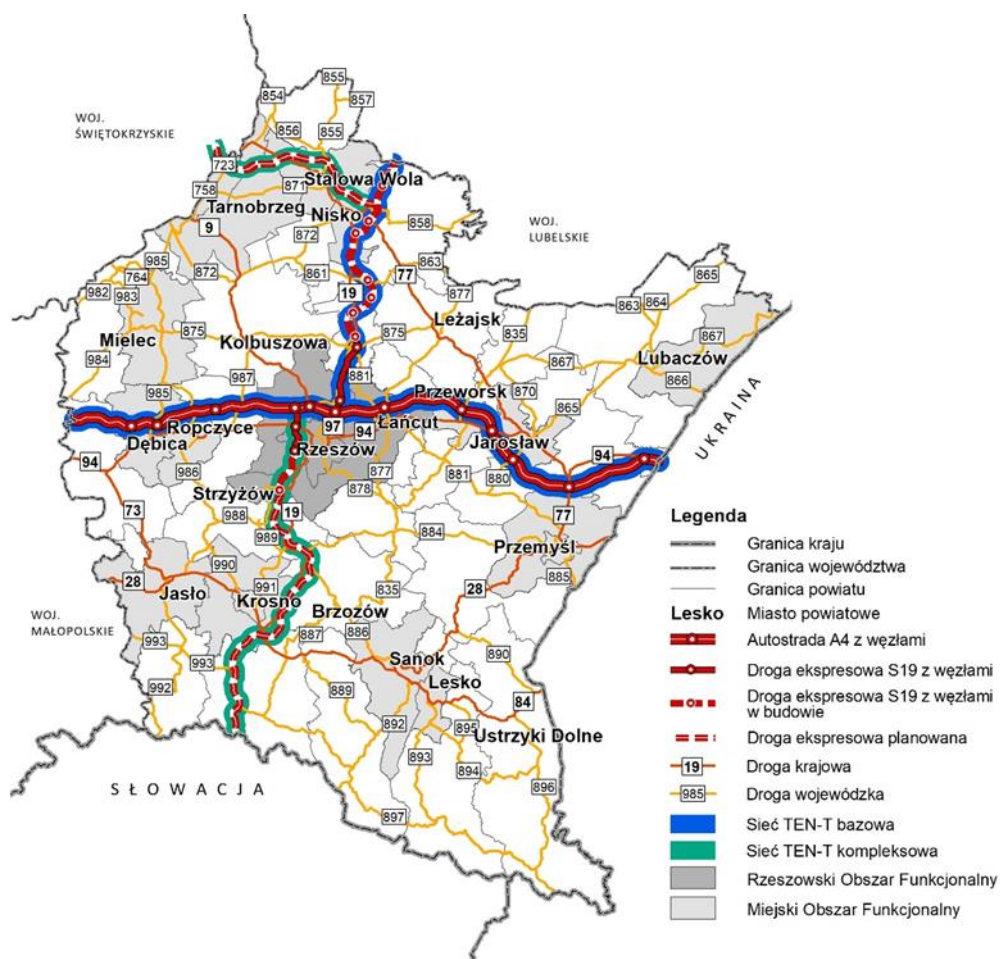 855
854
857
WOJ.
ŚWIĘTOKRZYSKIE
856
855
723
Stalowa Wola
758
871
Tarnobrzeg
Nisko
858
WOJ.
LUBELSKIE
9
872
985
872
863
764
861
77
865
982
983
19
877
863
864
Leżajsk
875
Kolbuszowa
875
835
867
Mielec
867
Lubaczów
984
987
881
866
870
985
Przeworsk
865
Ropczyce
97
Łańcut
Dębica
94
Jarosław
UKRAINA
Rzeszów
94
94
986
877
881
880
Strzyżów
878
73
988
19
77
Legenda
989
884
Przemyśl
Granica kraju
990
Granica województwa
28
991
885
Granica powiatu
Jasło
835
28
Krosno
Brzozów
Lesko Miasto powiatowe
WOJ.
MAŁOPOLSKIE
993
887
886
Autostrada A4 z węzłami
993
Sanok
890
992
889
Lesko
Droga ekspresowa S19 z węzłami
84
892
895
Droga ekspresowa S19 z węzłami
w budowie
Ustrzyki Dolne
893
894
Droga ekspresowa planowana
896
19 Droga krajowa
SŁOWACJA
985 Droga wojewódzka
897
Sieć TEN-T bazowa
Sieć TEN-T kompleksowa
Rzeszowski Obszar Funkcjonalny
Miejski Obszar Funkcjonalny